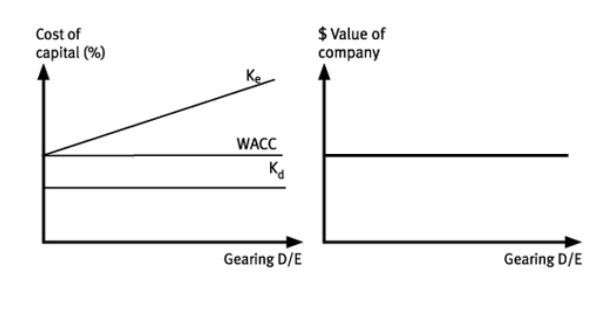 Cost of
capital (%)
Ke
WACC
Kd
Gearing D/E
$ Value of
company
Gearing D/E